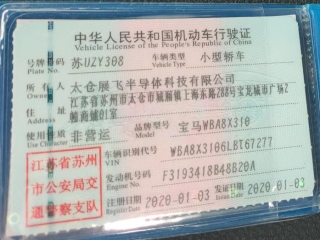 中华人民共和国机动车行驶证
Vehicle License of the People's Republic of China
号牌号码 苏UZY308 车辆类型 小型轿车
Plate No. Vehicle Type
所有人 太仓展飞半导体科技有限公司
Owner
住址 江苏省苏州市太仓市城厢镇上海东路288号宝龙城市广场2
幢商铺01室
使用性质 非营运 品牌型号 宝马WBA8X310
Use Character Model
江苏省苏州
市公安局交
通警察支队
车辆识别代号 WBA8X3106LBT67277
VIN
发动机号码 F3193418B48B20A
Engine No.
注册日期 2020-01-03 发证日期 2020-01-03
Register Date Issue Date